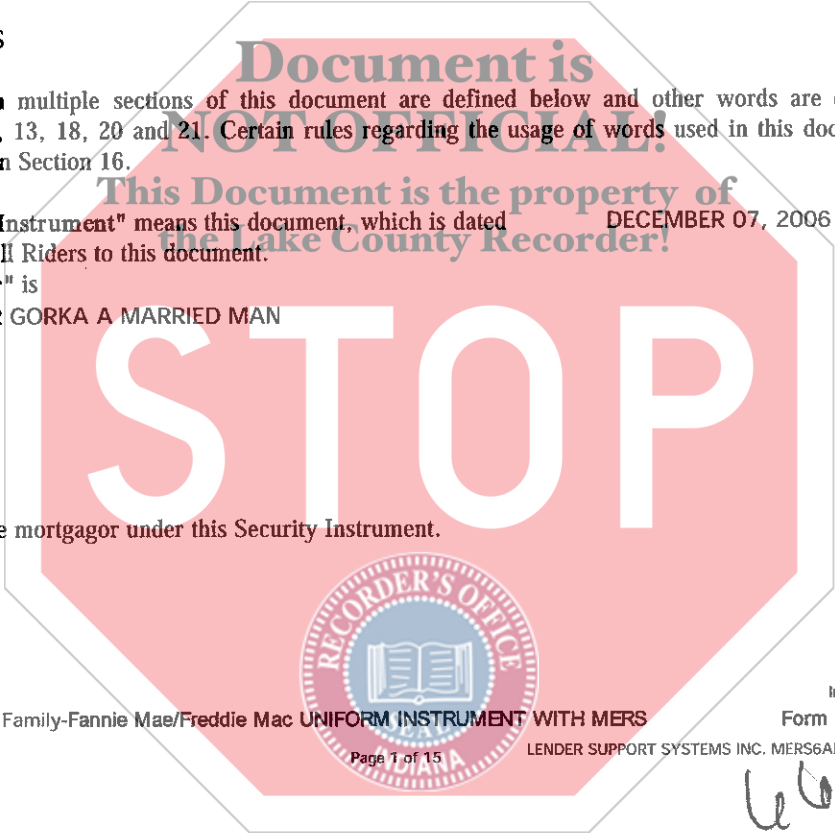 Document is
multiple sections of this document are defined below and other words are
13, 18, 20 and 21. Certain rules regarding the usage of words used in this doc
NOT OFFICIAL!
n Section 16.
This Document is the property of
Instrument" means this document, which is dated DECEMBER 07, 2006
the Lake County Recorder!
ll Riders to this document.
" is
GORKA A MARRIED MAN
STOP
e mortgagor under this Security Instrument.
RECORDER'S OFFICE
SEAL
INDIANA
Family-Fannie Mae/Freddie Mac UNIFORM INSTRUMENT WITH MERS Form
Page 1 of 15
LENDER SUPPORT SYSTEMS INC. MERS6A